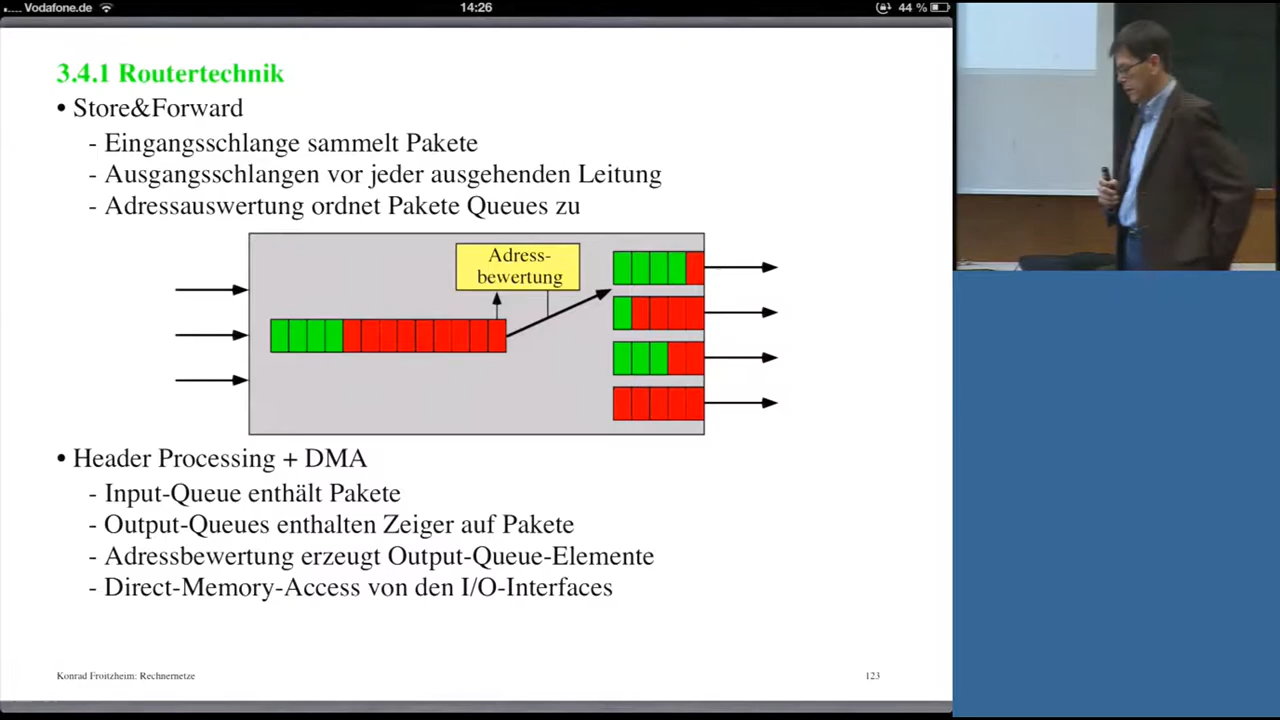 Vodafone.de
14:26
44 %
3.4.1 Routertechnik
• Store&Forward
- Eingangsschlange sammelt Pakete
- Ausgangsschlangen vor jeder ausgehenden Leitung
- Adressauswertung ordnet Pakete Queues zu
Adress-
bewertung
• Header Processing + DMA
- Input-Queue enthält Pakete
- Output-Queues enthalten Zeiger auf Pakete
- Adressbewertung erzeugt Output-Queue-Elemente
- Direct-Memory-Access von den I/O-Interfaces
Konrad Froitzheim: Rechnernetze
123